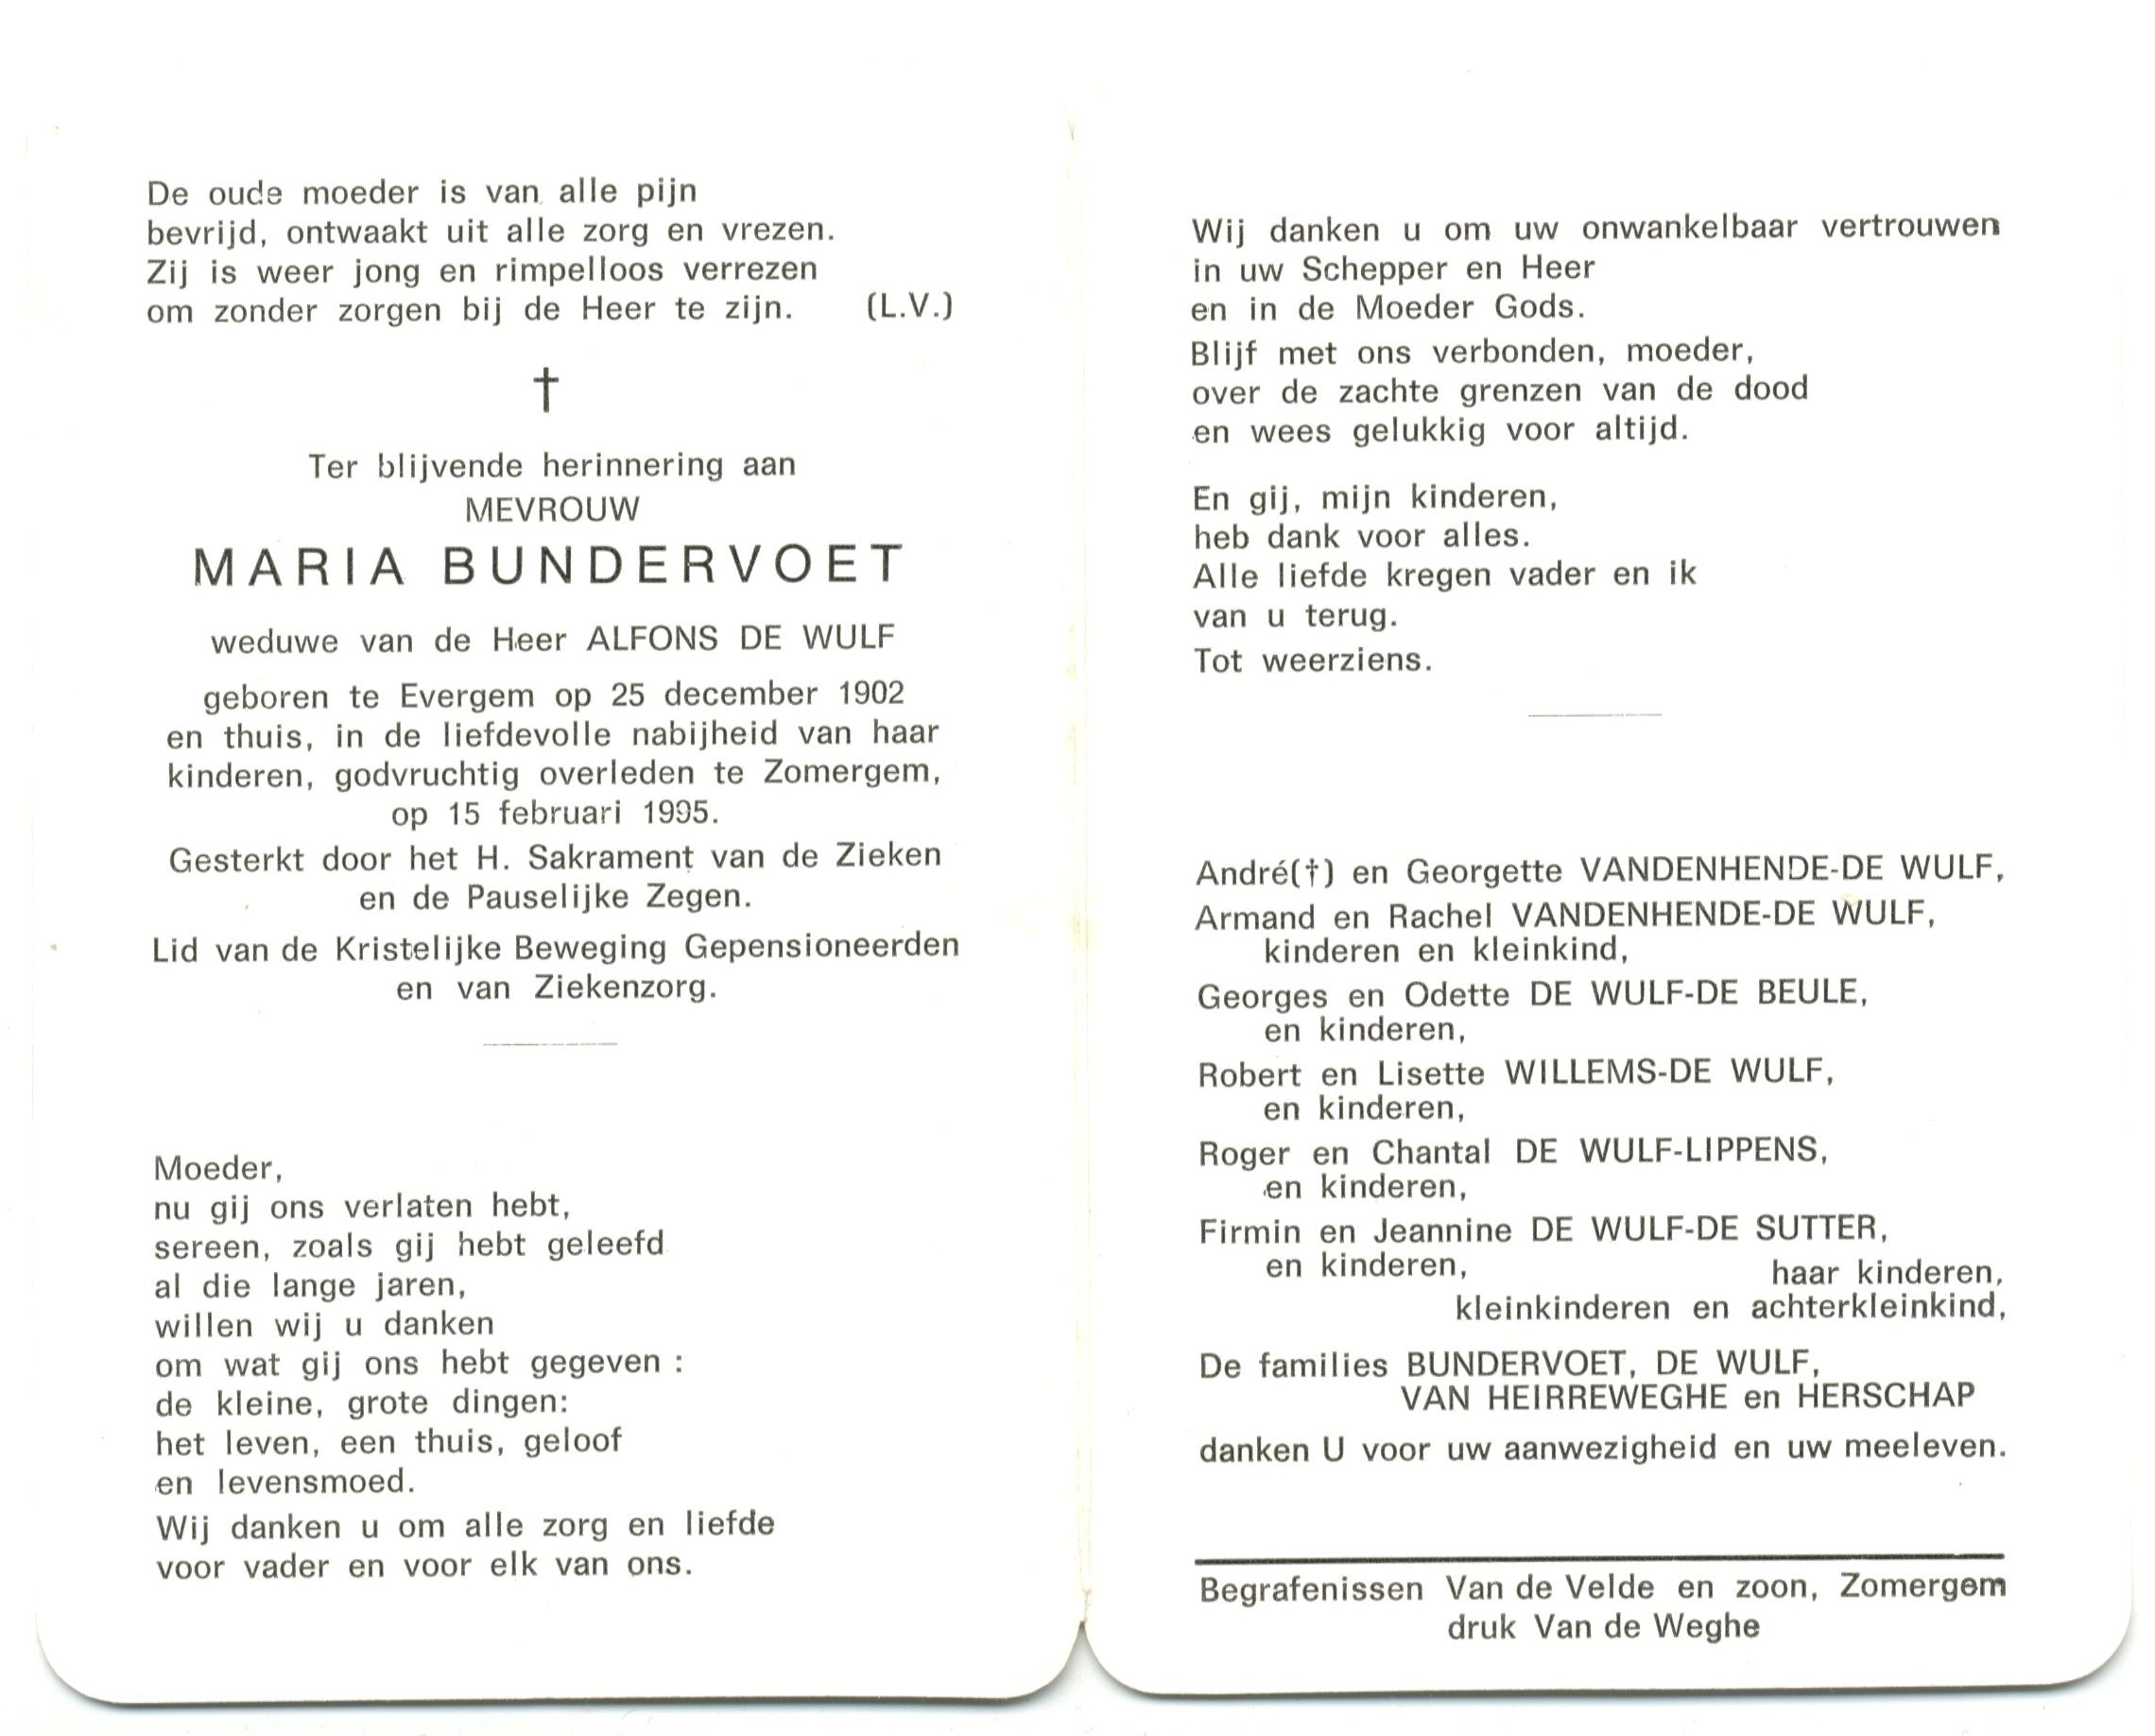 De oude moeder is van alle pijn
bevrijd, ontwaakt uit alle zorg en vrezen.
Zij is weer jong en rimpelloos verrezen
om zonder zorgen bij de Heer te zijn. (L.V.)
†
Ter blijvende herinnering aan
MEVROUW
MARIA BUNDERVOET
weduwe van de Heer ALFONS DE WULF
geboren te Evergem op 25 december 1902
en thuis, in de liefdevolle nabijheid van haar
kinderen, godvruchtig overleden te Zomergem,
op 15 februari 1995.
Gesterkt door het H. Sakrament van de Zieken
en de Pauselijke Zegen.
Lid van de Kristelijke Beweging Gepensioneerden
en van Ziekenzorg.
Moeder,
nu gij ons verlaten hebt,
sereen, zoals gij hebt geleefd
al die lange jaren,
willen wij u danken
om wat gij ons hebt gegeven :
de kleine, grote dingen:
het leven, een thuis, geloof
en levensmoed.
Wij danken u om alle zorg en liefde
voor vader en voor elk van ons.
Wij danken u om uw onwankelbaar vertrouwen
in uw Schepper en Heer
en in de Moeder Gods.
Blijf met ons verbonden, moeder,
over de zachte grenzen van de dood
en wees gelukkig voor altijd.
En gij, mijn kinderen,
heb dank voor alles.
Alle liefde kregen vader en ik
van u terug.
Tot weerziens.
André(†) en Georgette VANDENHENDE-DE WULF,
Armand en Rachel VANDENHENDE-DE WULF,
kinderen en kleinkind,
Georges en Odette DE WULF-DE BEULE,
en kinderen,
Robert en Lisette WILLEMS-DE WULF,
en kinderen,
Roger en Chantal DE WULF-LIPPENS,
en kinderen,
Firmin en Jeannine DE WULF-DE SUTTER,
en kinderen, haar kinderen,
kleinkinderen en achterkleinkind,
De families BUNDERVOET, DE WULF,
VAN HEIRREWEGHE en HERSCHAP
danken U voor uw aanwezigheid en uw meeleven.
Begrafenissen Van de Velde en zoon, Zomergem
druk Van de Weghe